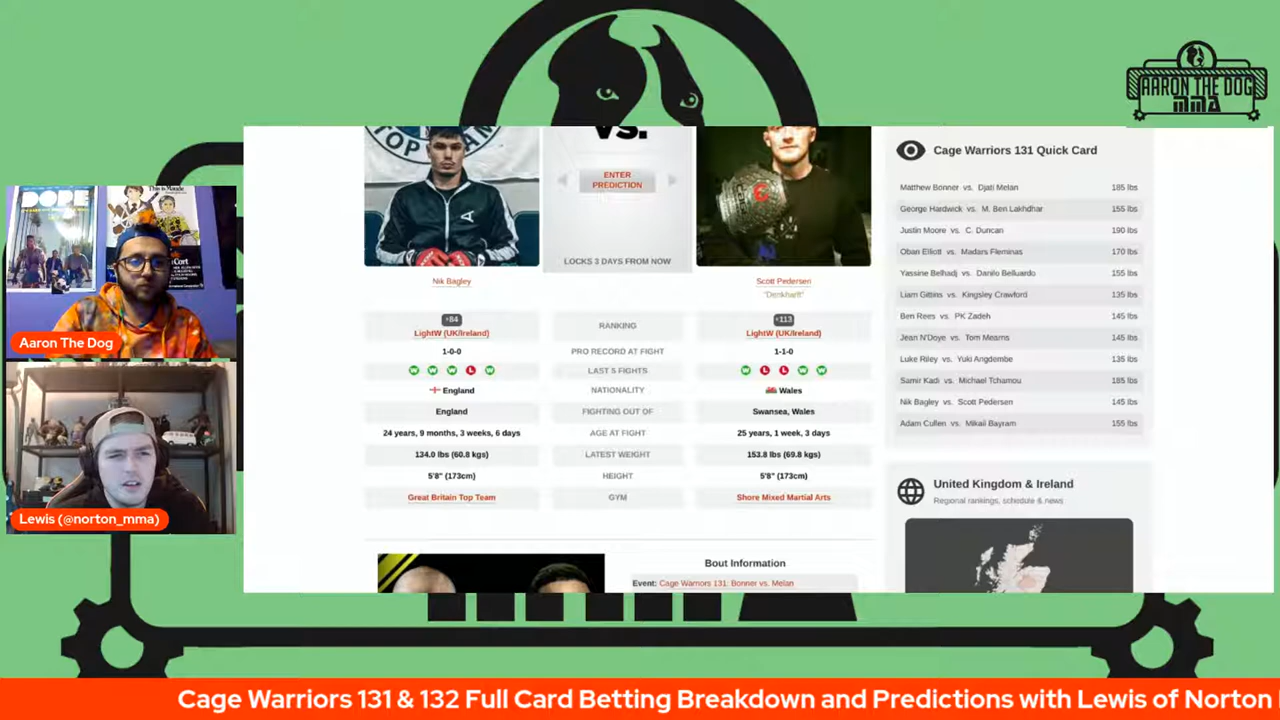 AARON THE DOG
MMA
TOP TEAM
VS.
ENTER
PREDICTION
LOCKS 3 DAYS FROM NOW
Nik Bagley
Scott Pedersen
LightW (UK/Ireland)
RANKING
LightW (UK/Ireland)
1-0-0
PRO RECORD AT FIGHT
1-1-0
W W W L W
LAST 5 FIGHTS
W L L W W
England
NATIONALITY
Wales
England
FIGHTING OUT OF
Swansea, Wales
24 years, 9 months, 3 weeks, 6 days
AGE AT FIGHT
25 years, 1 week, 3 days
134.0 lbs (60.8 kgs)
LATEST WEIGHT
153.8 lbs (69.8 kgs)
5'8" (173cm)
HEIGHT
5'8" (173cm)
Great Britain Top Team
GYM
Shore Mixed Martial Arts
Bout Information
Event: Cage Warriors 131: Bonner vs. Melan
Cage Warriors 131 Quick Card
Matthew Bonner vs. Djati Melan 185 lbs
George Hardwick vs. M. Ben Lakhdhar 155 lbs
Justin Moore vs. C. Duncan 190 lbs
Oban Elliott vs. Madars Fleminas 170 lbs
Yassine Belhadj vs. Danilo Belluardo 155 lbs
Liam Gittins vs. Kingsley Crawford 135 lbs
Ben Rees vs. PK Zadeh 145 lbs
Jean N'Doye vs. Tom Mearns 145 lbs
Luke Riley vs. Yuki Angdembe 135 lbs
Samir Kadi vs. Michael Tchamou 185 lbs
Nik Bagley vs. Scott Pedersen 145 lbs
Adam Cullen vs. Mikail Bayram 155 lbs
United Kingdom & Ireland
Regional rankings, schedule & news
DOPE
Aaron The Dog
Lewis (@norton_mma)
Cage Warriors 131 & 132 Full Card Betting Breakdown and Predictions with Lewis of Norton